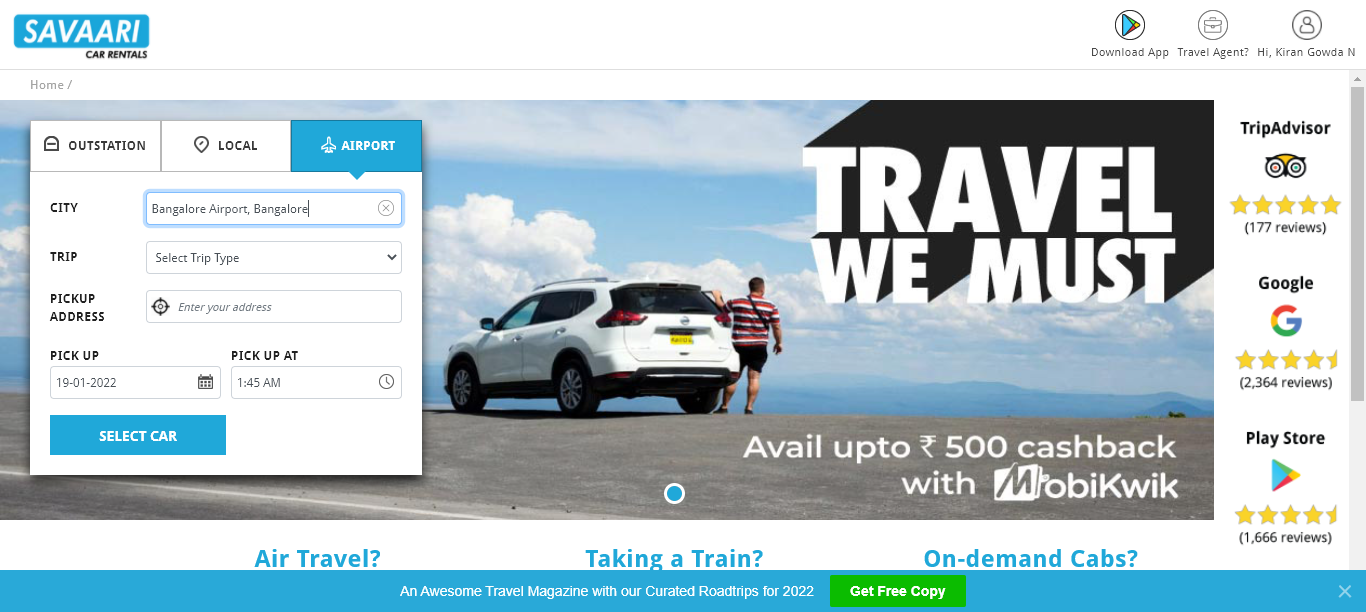 SAVAARI
CAR RENTALS
Download App
Travel Agent?
Hi, Kiran Gowda N
Home /
OUTSTATION
LOCAL
AIRPORT
CITY
Bangalore Airport, Bangalore
TRIP
Select Trip Type
PICKUP
ADDRESS
Enter your address
PICK UP
PICK UP AT
19-01-2022
1:45 AM
SELECT CAR
TRAVEL
WE MUST
Avail upto ₹ 500 cashback
with MobiKwik
TripAdvisor
(177 reviews)
Google
(2,364 reviews)
Play Store
(1,666 reviews)
Air Travel?
Taking a Train?
On-demand Cabs?
An Awesome Travel Magazine with our Curated Roadtrips for 2022
Get Free Copy